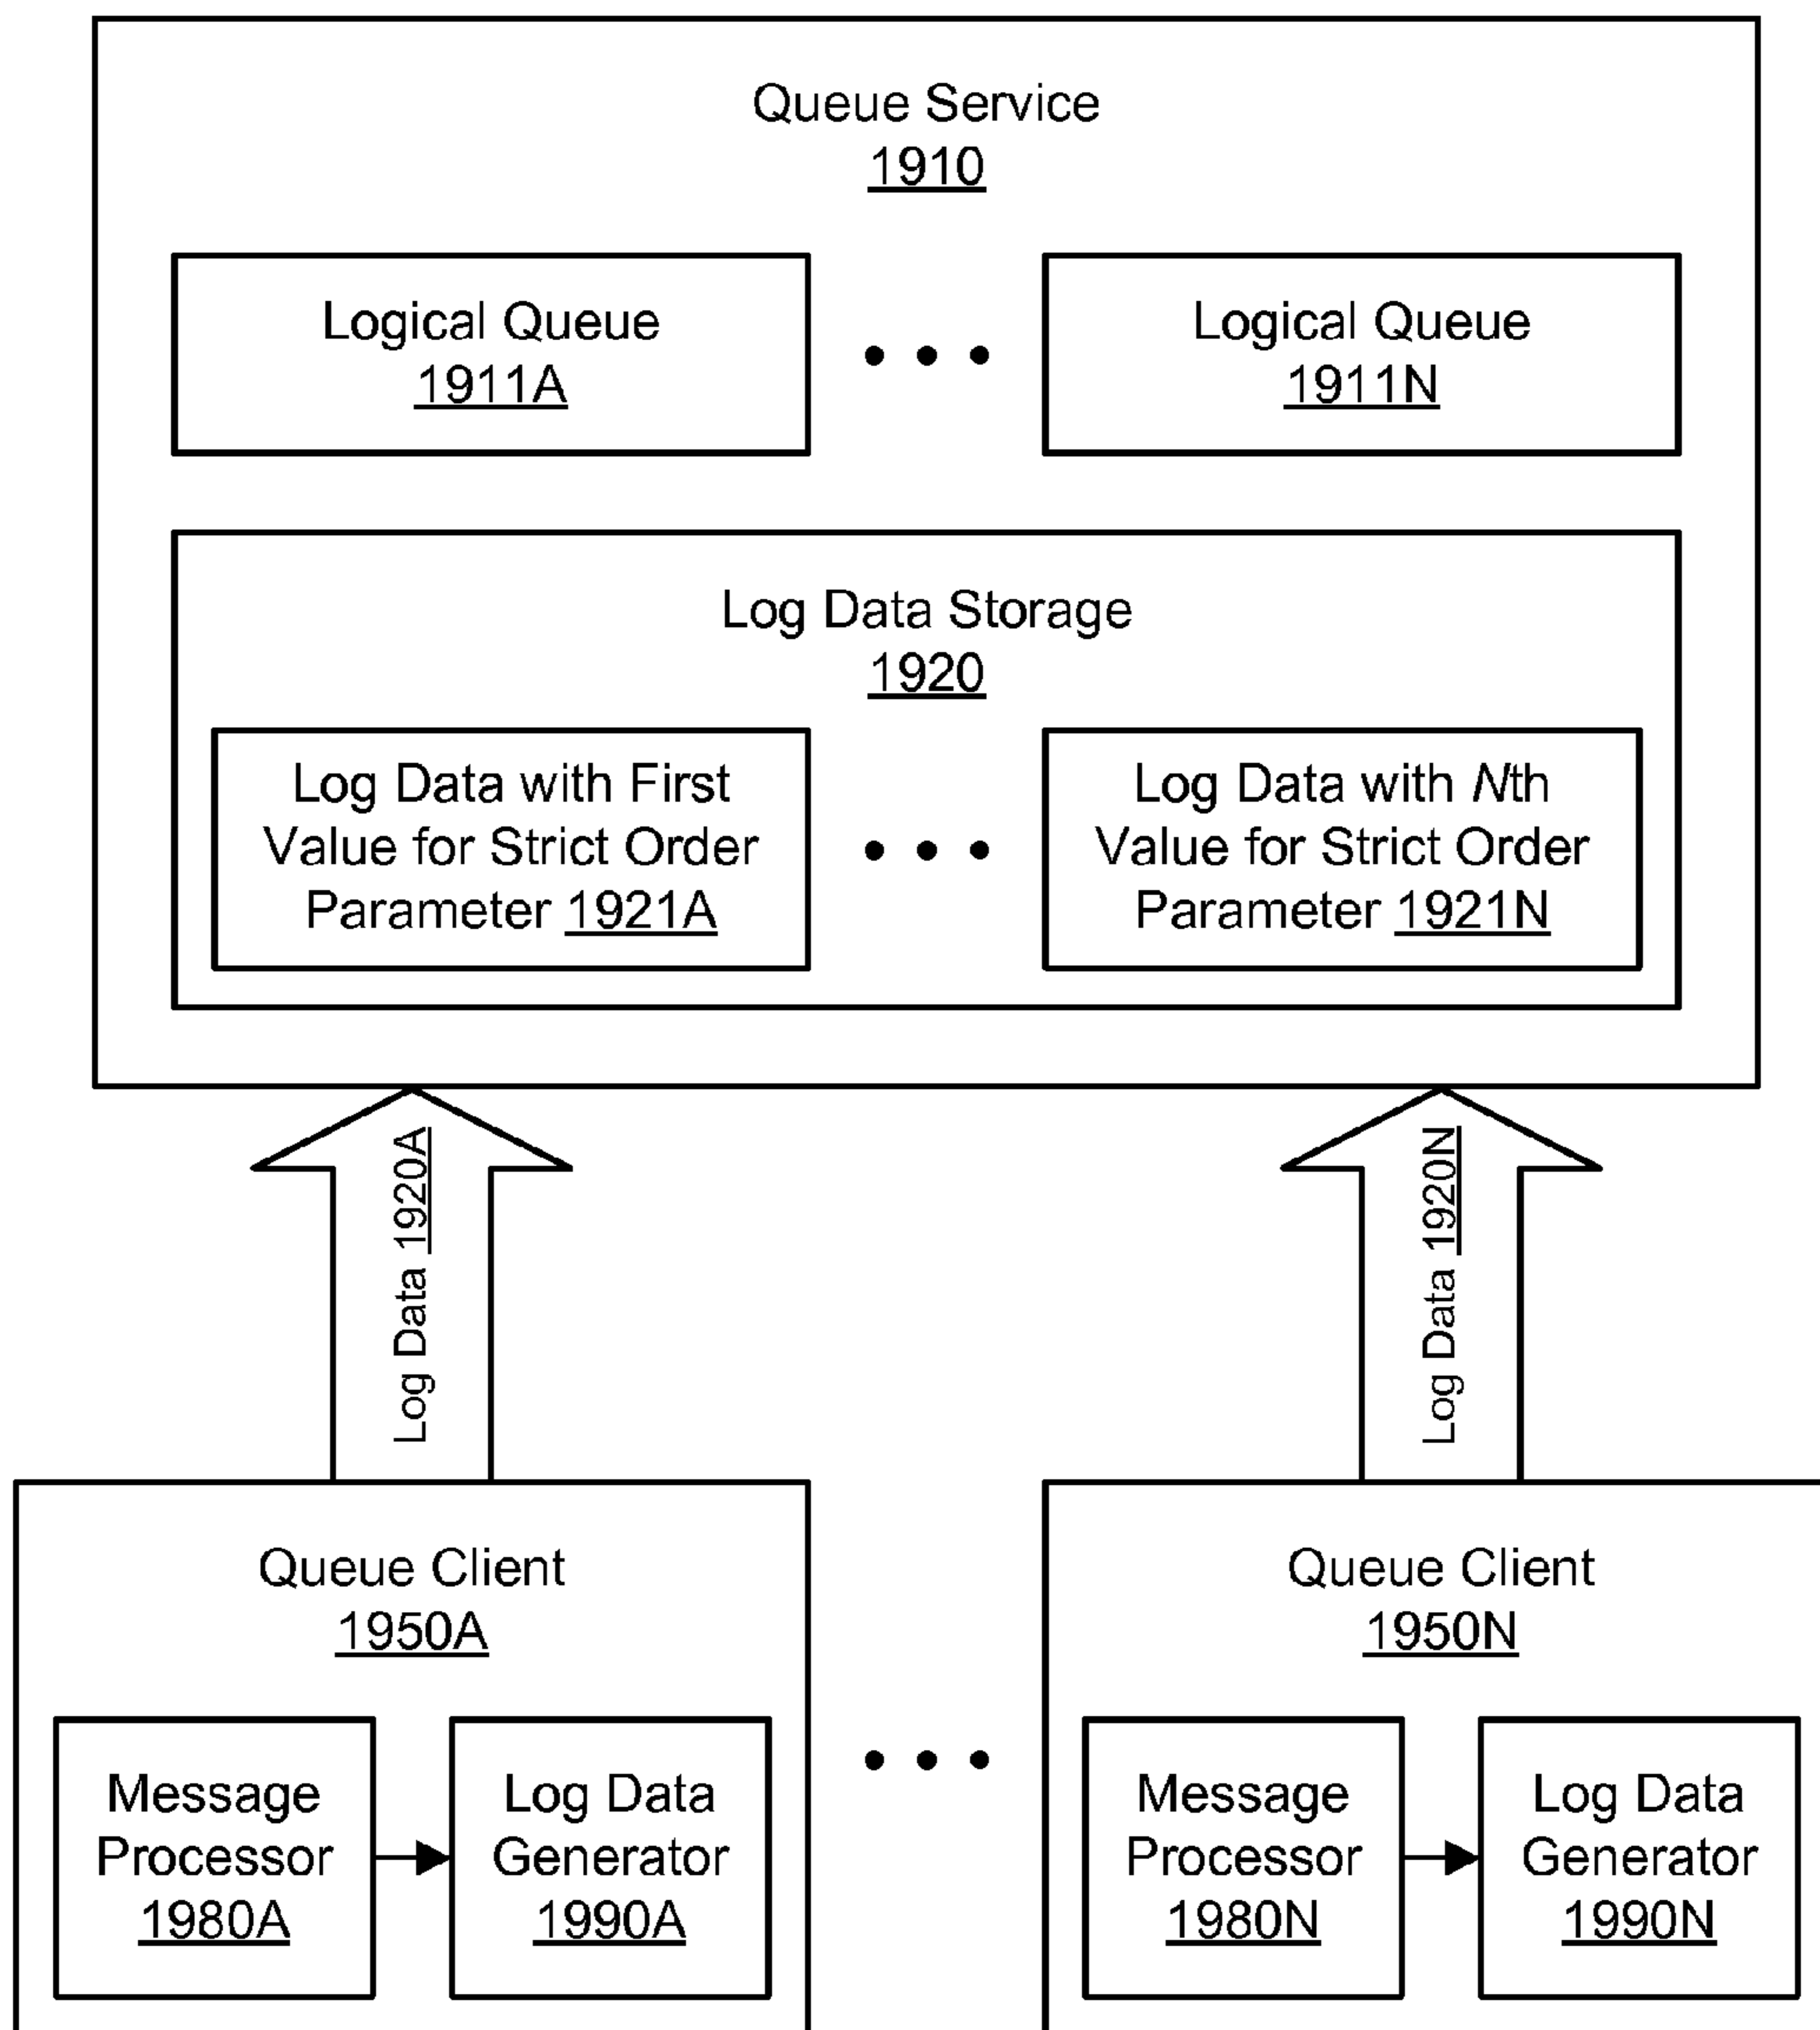 Queue Service
1910
Logical Queue
1911A
Logical Queue
1911N
Log Data Storage
1920
Log Data with First
Value for Strict Order
Parameter 1921A
Log Data with Nth
Value for Strict Order
Parameter 1921N
Log Data 1920A
Log Data 1920N
Queue Client
1950A
Message
Processor
1980A
Log Data
Generator
1990A
Queue Client
1950N
Message
Processor
1980N
Log Data
Generator
1990N